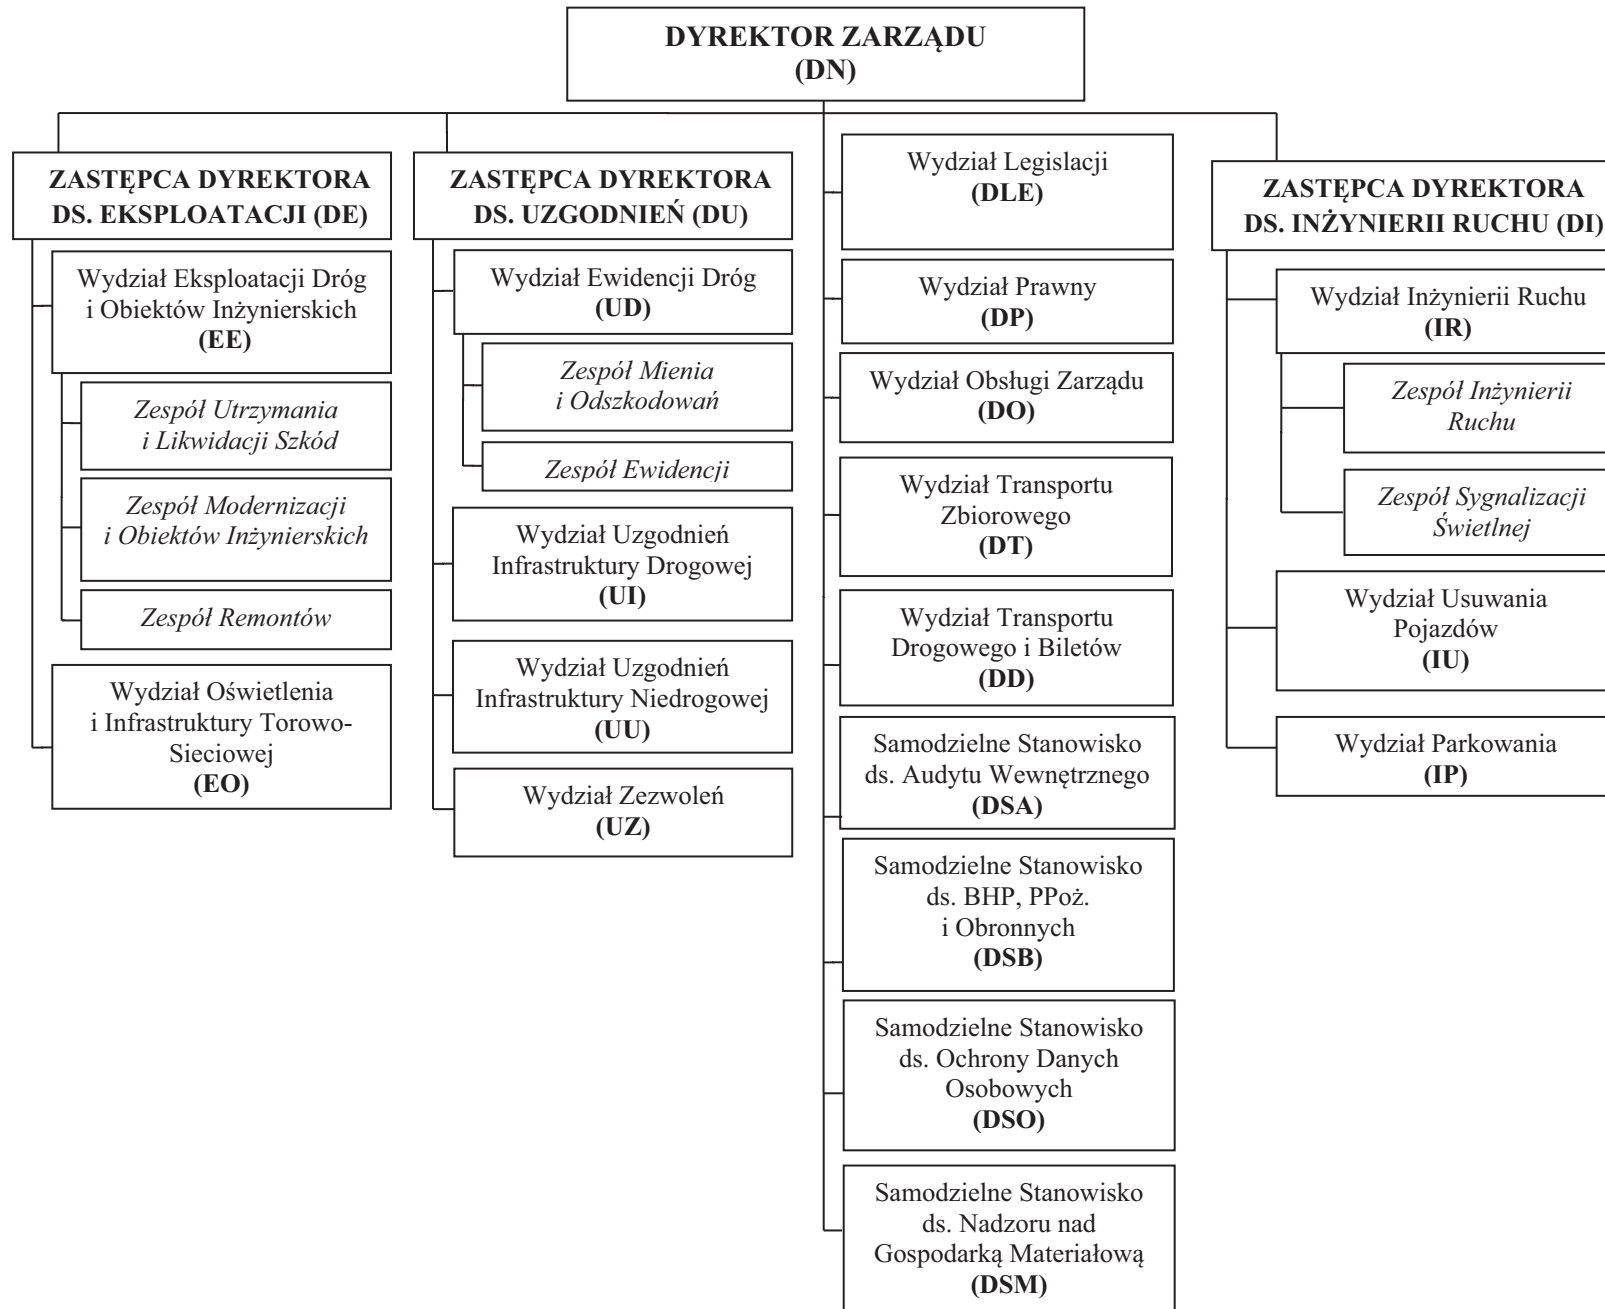 DYREKTOR ZARZĄDU
(DN)
ZASTĘPCA DYREKTORA
DS. EKSPLOATACJI (DE)
Wydział Eksploatacji Dróg
i Obiektów Inżynierskich
(EE)
Zespół Utrzymania
i Likwidacji Szkód
Zespół Modernizacji
i Obiektów Inżynierskich
Zespół Remontów
Wydział Oświetlenia
i Infrastruktury Torowo-
Sieciowej
(EO)
ZASTĘPCA DYREKTORA
DS. UZGODNIEŃ (DU)
Wydział Ewidencji Dróg
(UD)
Zespół Mienia
i Odszkodowań
Zespół Ewidencji
Wydział Uzgodnień
Infrastruktury Drogowej
(UI)
Wydział Uzgodnień
Infrastruktury Niedrogowej
(UU)
Wydział Zezwoleń
(UZ)
Wydział Legislacji
(DLE)
Wydział Prawny
(DP)
Wydział Obsługi Zarządu
(DO)
Wydział Transportu
Zbiorowego
(DT)
Wydział Transportu
Drogowego i Biletów
(DD)
Samodzielne Stanowisko
ds. Audytu Wewnętrznego
(DSA)
Samodzielne Stanowisko
ds. BHP, PPoż.
i Obronnych
(DSB)
Samodzielne Stanowisko
ds. Ochrony Danych
Osobowych
(DSO)
Samodzielne Stanowisko
ds. Nadzoru nad
Gospodarką Materiałową
(DSM)
ZASTĘPCA DYREKTORA
DS. INŻYNIERII RUCHU (DI)
Wydział Inżynierii Ruchu
(IR)
Zespół Inżynierii
Ruchu
Zespół Sygnalizacji
Świetlnej
Wydział Usuwania
Pojazdów
(IU)
Wydział Parkowania
(IP)